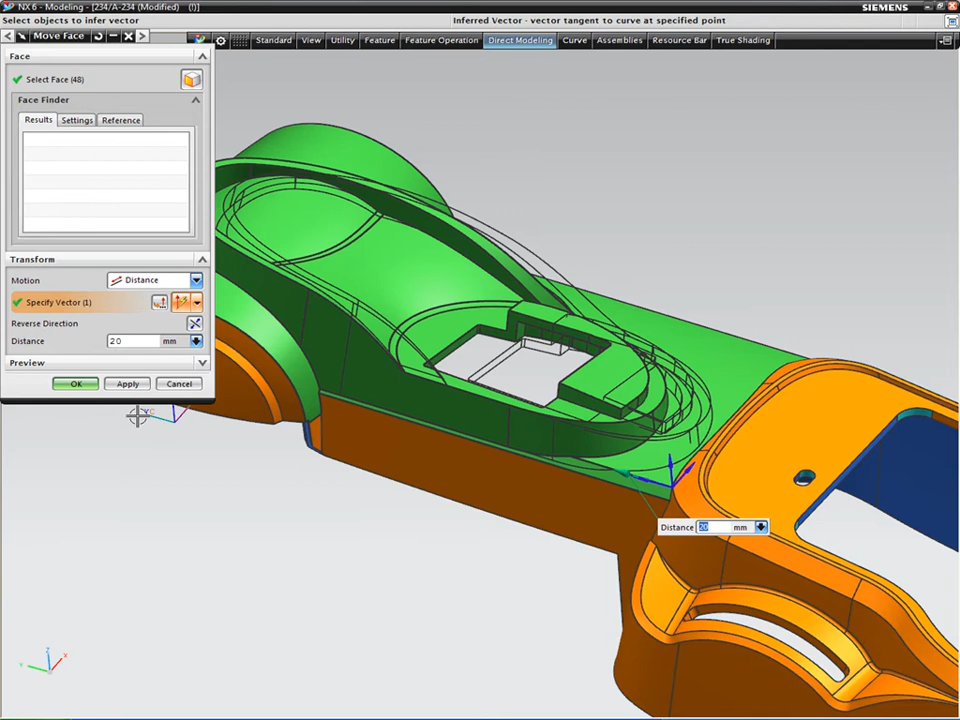 NX 6 - Modeling - [234/A-234 (Modified) (!)]
SIEMENS
Select objects to infer vector
Inferred Vector - vector tangent to curve at specified point
Move Face
Standard View Utility Feature Feature Operation Direct Modeling Curve Assemblies Resource Bar True Shading
Face
Select Face (48)
Face Finder
Results Settings Reference
Transform
Motion Distance
Specify Vector (1)
Reverse Direction
Distance 20 mm
Preview
OK Apply Cancel
Distance 20 mm
Z
Y X